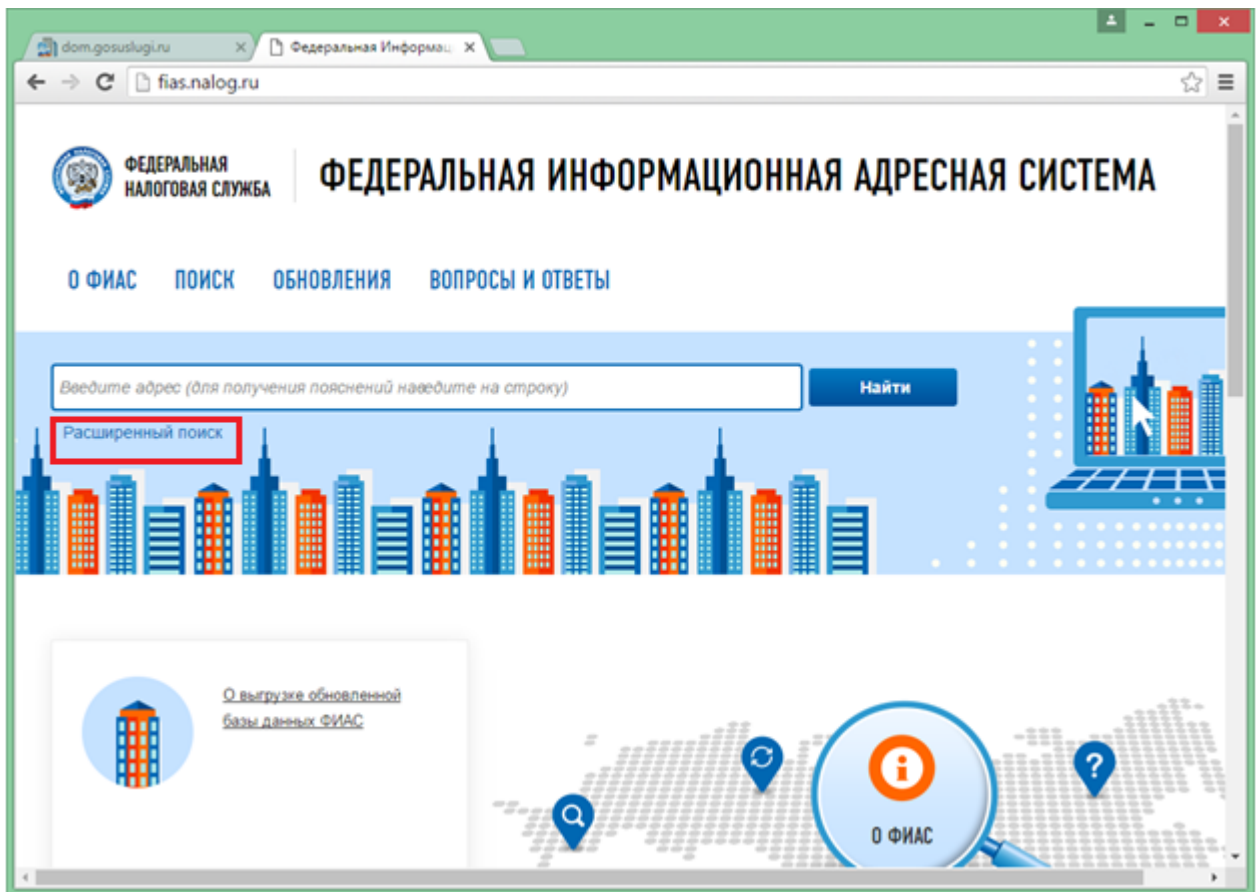 dom.gosuslugi.ru
Федеральная Информац
fias.nalog.ru
ФЕДЕРАЛЬНАЯ
НАЛОГОВАЯ СЛУЖБА
ФЕДЕРАЛЬНАЯ ИНФОРМАЦИОННАЯ АДРЕСНАЯ СИСТЕМА
О ФИАС ПОИСК ОБНОВЛЕНИЯ ВОПРОСЫ И ОТВЕТЫ
Введите адрес (для получения пояснений наведите на строку)
Найти
Расширенный поиск
О выгрузке обновленной
базы данных ФИАС
?
О ФИАС